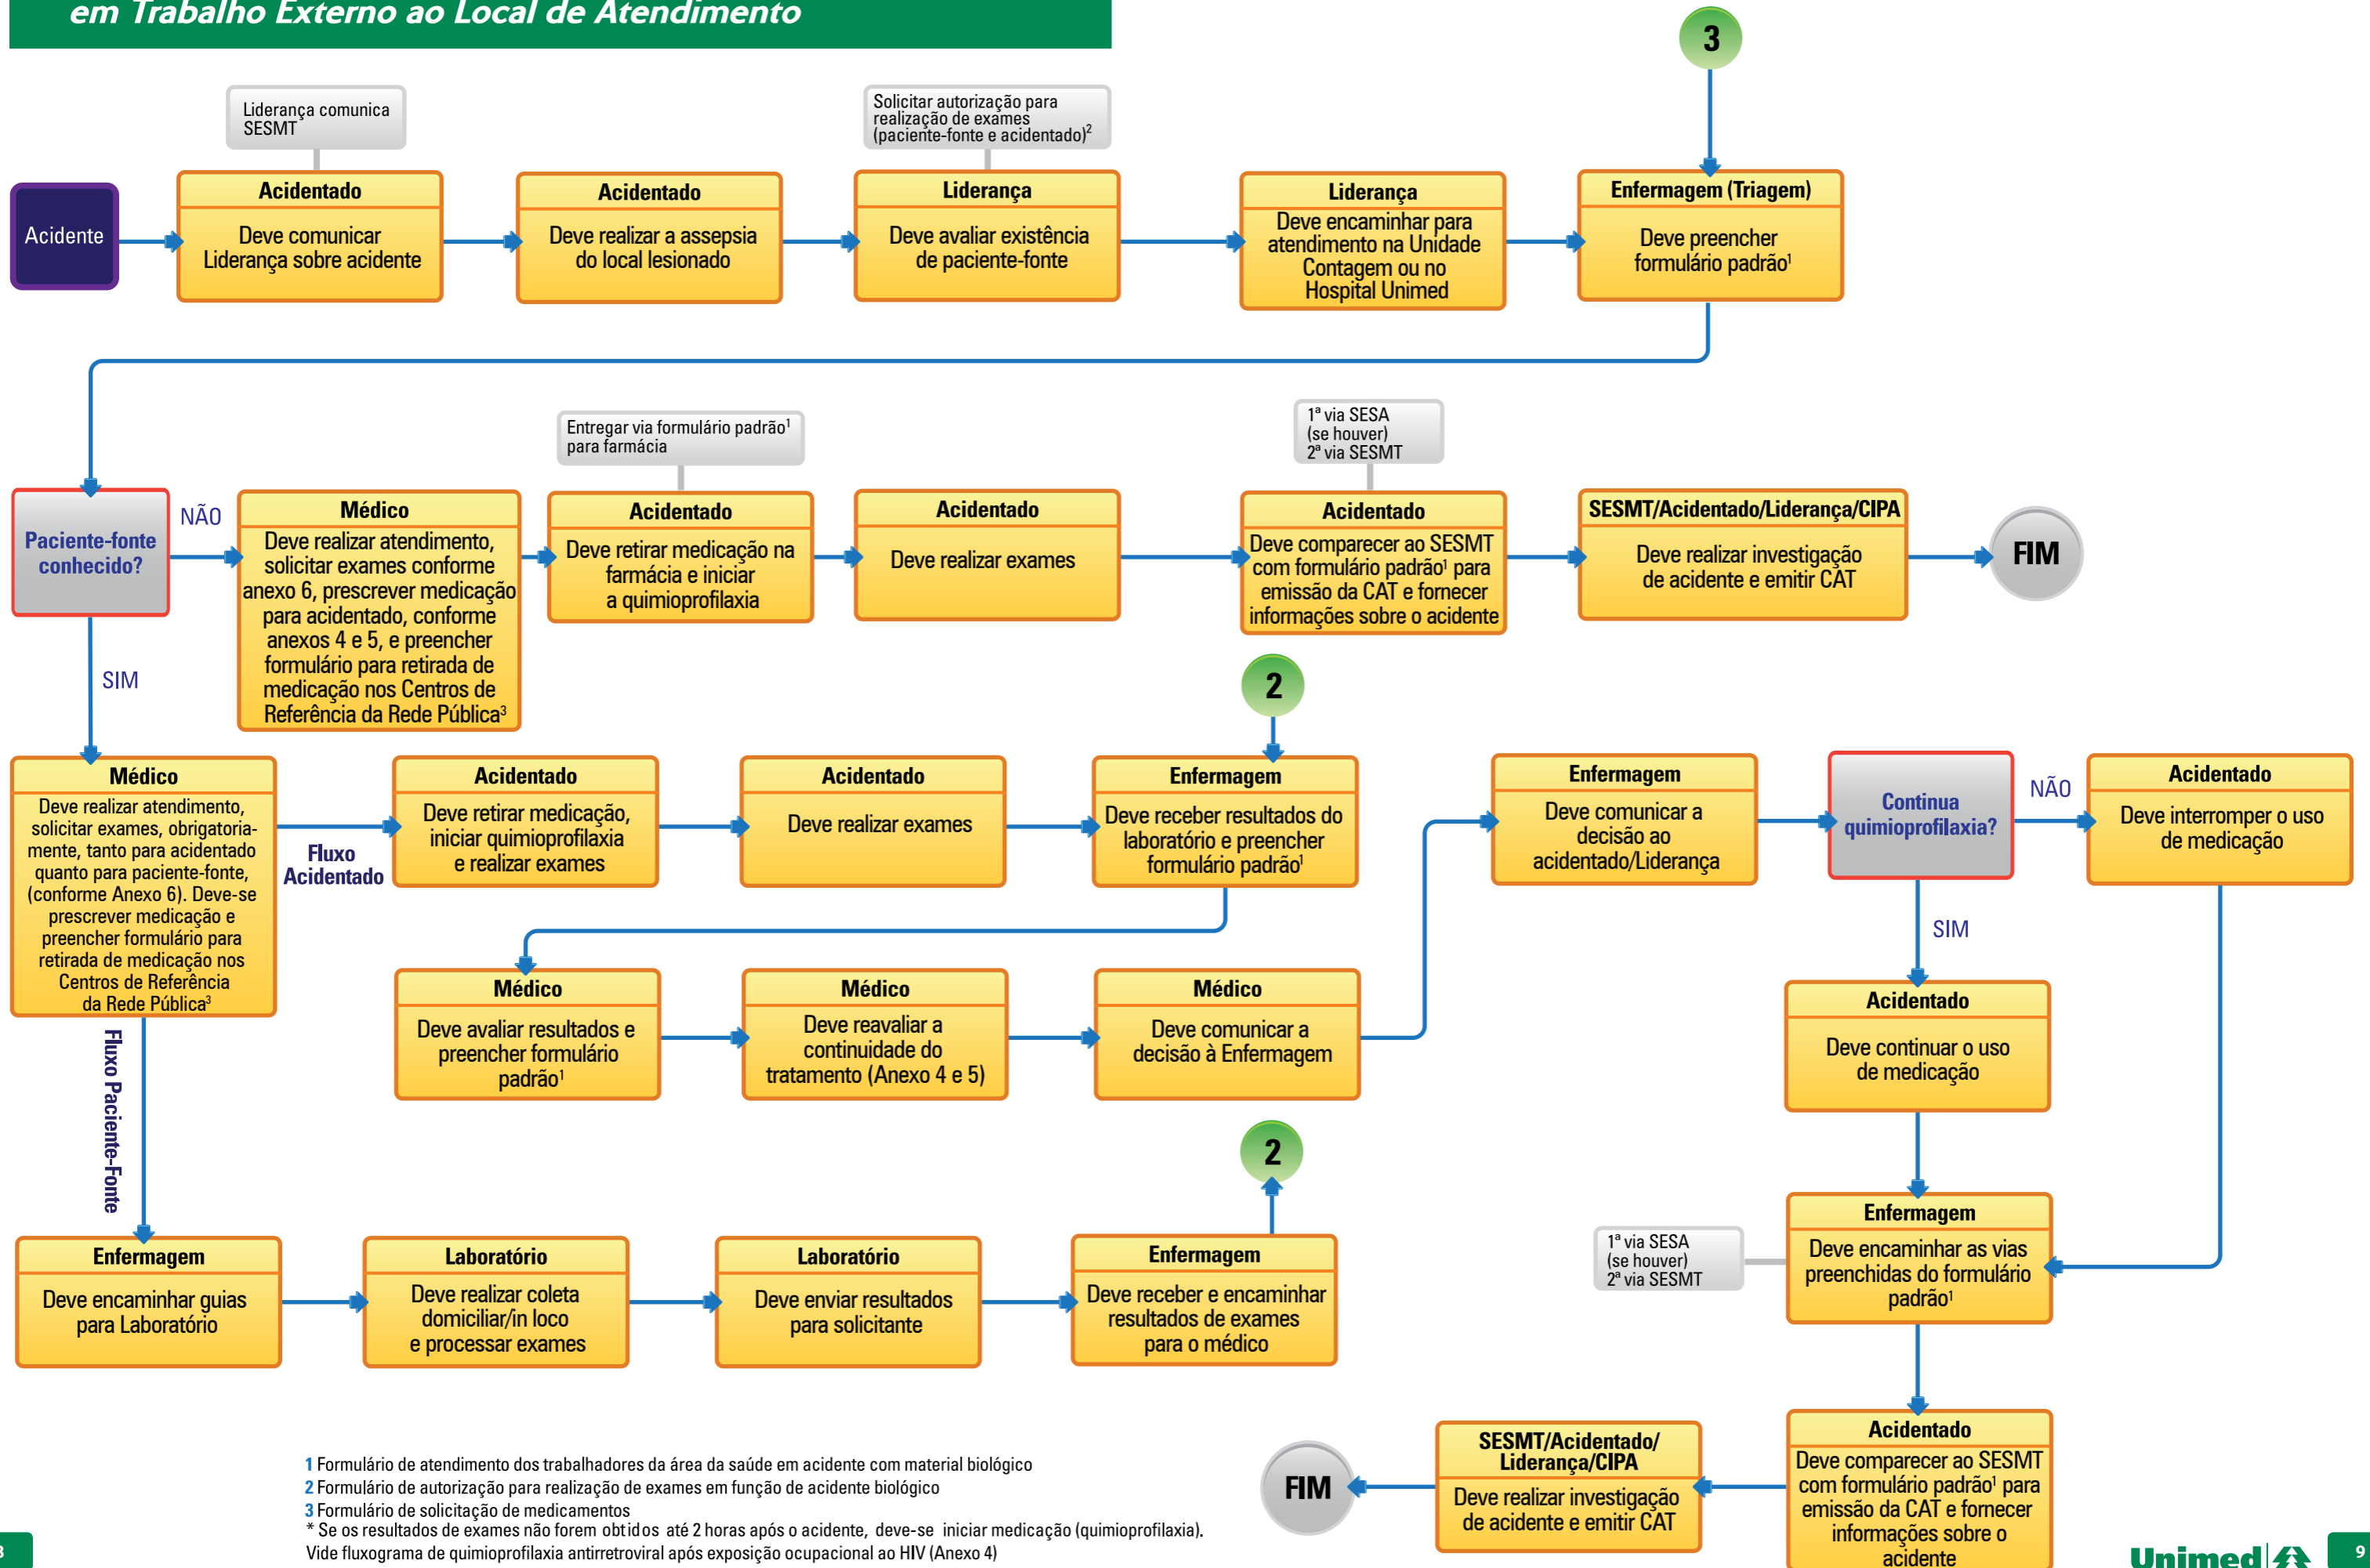 em Trabalho Externo ao Local de Atendimento
3
Liderança comunica
SESMT
Solicitar autorização para
realização de exames
(paciente-fonte e acidentado)²
Acidente
Acidentado
Deve comunicar
Liderança sobre acidente
Acidentado
Deve realizar a assepsia
do local lesionado
Liderança
Deve avaliar existência
de paciente-fonte
Liderança
Deve encaminhar para
atendimento na Unidade
Contagem ou no
Hospital Unimed
Enfermagem (Triagem)
Deve preencher
formulário padrão¹
Entregar via formulário padrão¹
para farmácia
1ª via SESA
(se houver)
2ª via SESMT
Paciente-fonte
conhecido?
NÃO
Médico
Deve realizar atendimento,
solicitar exames conforme
anexo 6, prescrever medicação
para acidentado, conforme
anexos 4 e 5, e preencher
formulário para retirada de
medicação nos Centros de
Referência da Rede Pública³
Acidentado
Deve retirar medicação na
farmácia e iniciar
a quimioprofilaxia
Acidentado
Deve realizar exames
Acidentado
Deve comparecer ao SESMT
com formulário padrão¹ para
emissão da CAT e fornecer
informações sobre o acidente
SESMT/Acidentado/Liderança/CIPA
Deve realizar investigação
de acidente e emitir CAT
FIM
SIM
2
Médico
Deve realizar atendimento,
solicitar exames, obrigatoria-
mente, tanto para acidentado
quanto para paciente-fonte,
(conforme Anexo 6). Deve-se
prescrever medicação e
preencher formulário para
retirada de medicação nos
Centros de Referência
da Rede Pública³
Fluxo
Acidentado
Acidentado
Deve retirar medicação,
iniciar quimioprofilaxia
e realizar exames
Acidentado
Deve realizar exames
Enfermagem
Deve receber resultados do
laboratório e preencher
formulário padrão¹
Enfermagem
Deve comunicar a
decisão ao
acidentado/Liderança
Continua
quimioprofilaxia?
NÃO
Acidentado
Deve interromper o uso
de medicação
SIM
Médico
Deve avaliar resultados e
preencher formulário
padrão¹
Médico
Deve reavaliar a
continuidade do
tratamento (Anexo 4 e 5)
Médico
Deve comunicar a
decisão à Enfermagem
Acidentado
Deve continuar o uso
de medicação
Fluxo Paciente-Fonte
2
Enfermagem
Deve encaminhar guias
para Laboratório
Laboratório
Deve realizar coleta
domiciliar/in loco
e processar exames
Laboratório
Deve enviar resultados
para solicitante
Enfermagem
Deve receber e encaminhar
resultados de exames
para o médico
1ª via SESA
(se houver)
2ª via SESMT
Enfermagem
Deve encaminhar as vias
preenchidas do formulário
padrão¹
Acidentado
Deve comparecer ao SESMT
com formulário padrão¹ para
emissão da CAT e fornecer
informações sobre o
acidente
SESMT/Acidentado/
Liderança/CIPA
Deve realizar investigação
de acidente e emitir CAT
FIM
1 Formulário de atendimento dos trabalhadores da área da saúde em acidente com material biológico
2 Formulário de autorização para realização de exames em função de acidente biológico
3 Formulário de solicitação de medicamentos
* Se os resultados de exames não forem obtidos até 2 horas após o acidente, deve-se iniciar medicação (quimioprofilaxia).
Vide fluxograma de quimioprofilaxia antirretroviral após exposição ocupacional ao HIV (Anexo 4)
Unimed
9